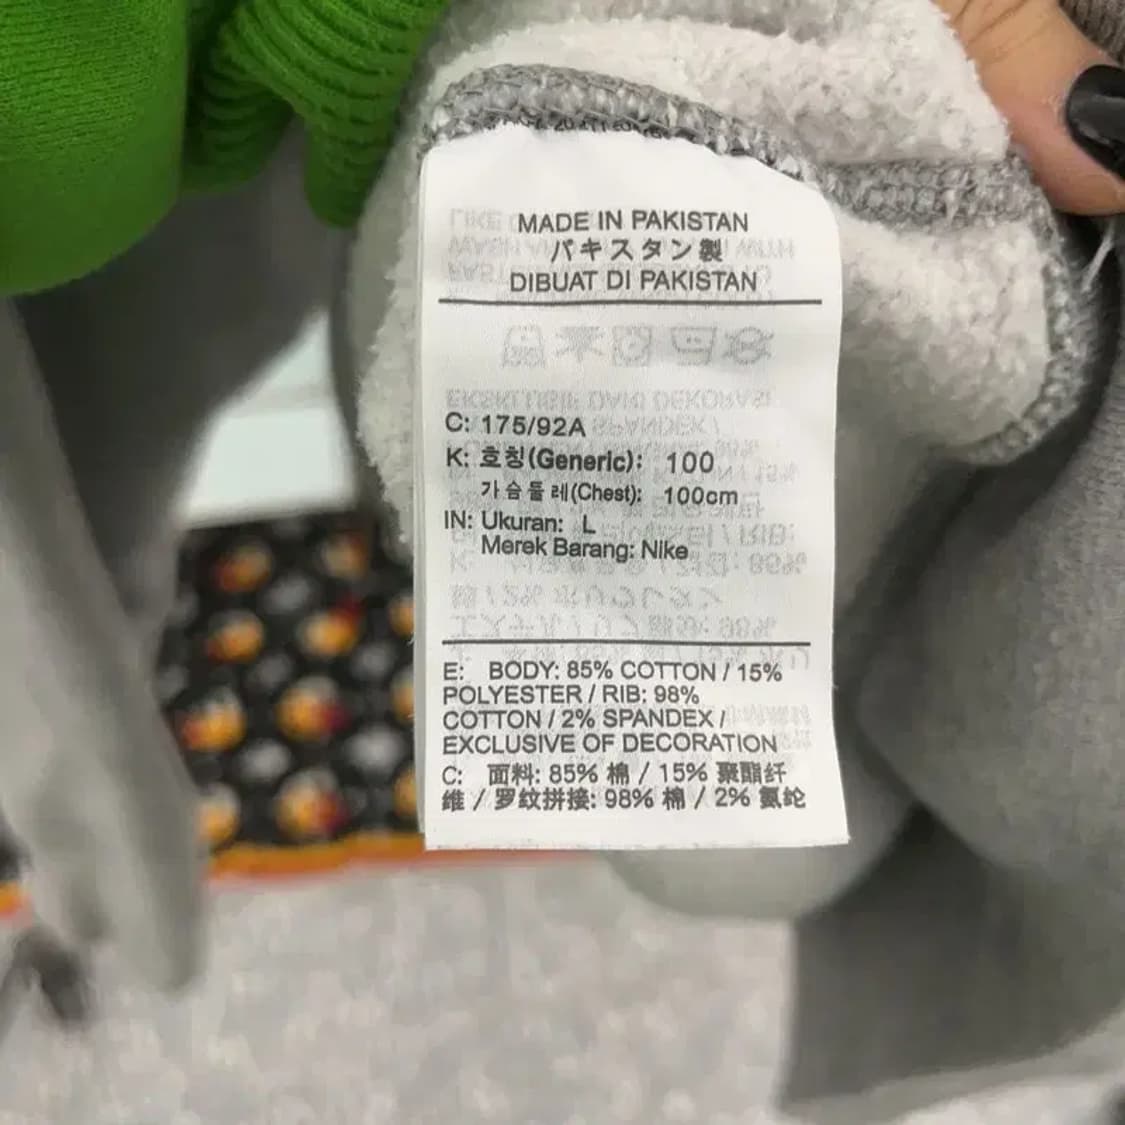 MADE IN PAKISTAN
パキスタン製
DIBUAT DI PAKISTAN
C: 175/92A
K: 호칭(Generic): 100
가슴둘레(Chest): 100cm
IN: Ukuran: L
Merek Barang: Nike
E: BODY: 85% COTTON / 15%
POLYESTER / RIB: 98%
COTTON / 2% SPANDEX /
EXCLUSIVE OF DECORATION
C: 面料: 85% 棉 / 15% 聚酯纤
维 / 罗纹拼接: 98% 棉 / 2% 氨纶